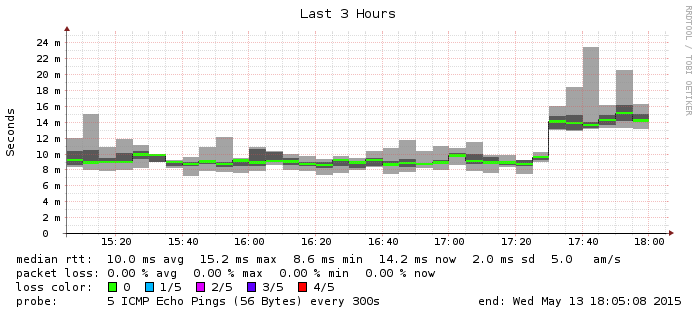 Last 3 Hours
RRDTOOL / TOBI OETIKER
Seconds
24 m
22 m
20 m
18 m
16 m
14 m
12 m
10 m
8 m
6 m
4 m
2 m
0
15:20 15:40 16:00 16:20 16:40 17:00 17:20 17:40 18:00
median rtt: 10.0 ms avg 15.2 ms max 8.6 ms min 14.2 ms now 2.0 ms sd 5.0 am/s
packet loss: 0.00 % avg 0.00 % max 0.00 % min 0.00 % now
loss color: 0 1/5 2/5 3/5 4/5
probe: 5 ICMP Echo Pings (56 Bytes) every 300s end: Wed May 13 18:05:08 2015